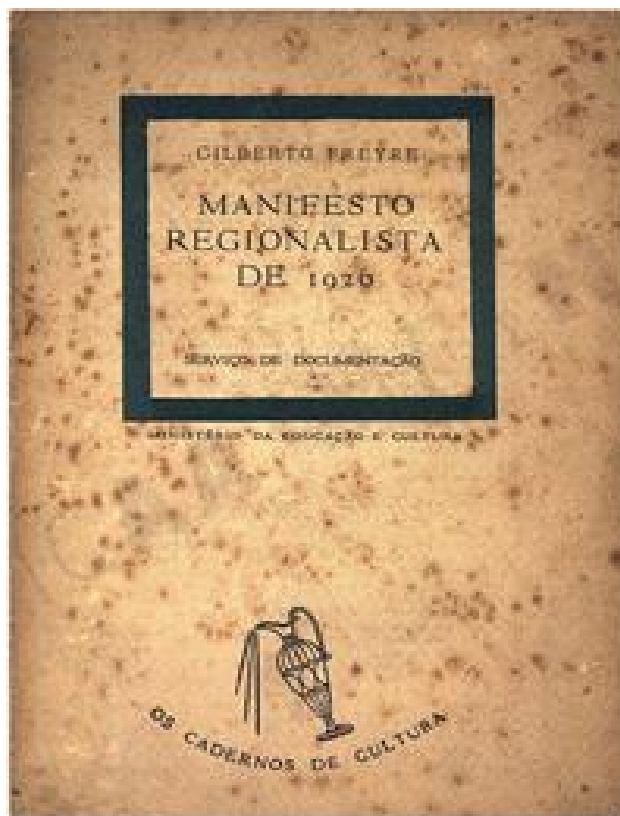 GILBERTO FREYRE
MANIFESTO
REGIONALISTA
DE 1926
SERVIÇO DE DOCUMENTAÇÃO
MINISTÉRIO DA EDUCAÇÃO E CULTURA
OS CADERNOS DE CULTURA